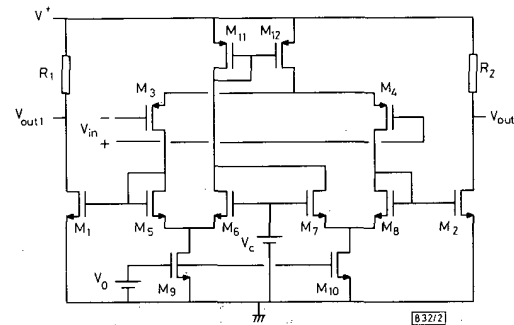 V⁺
M₁₁ M₁₂
R₁
R₂
M₃
M₄
Vout1
Vin
−
+
Vout
M₁
M₅
M₆
M₇
M₈
M₂
Vc
V₀
M₉
M₁₀
832/2